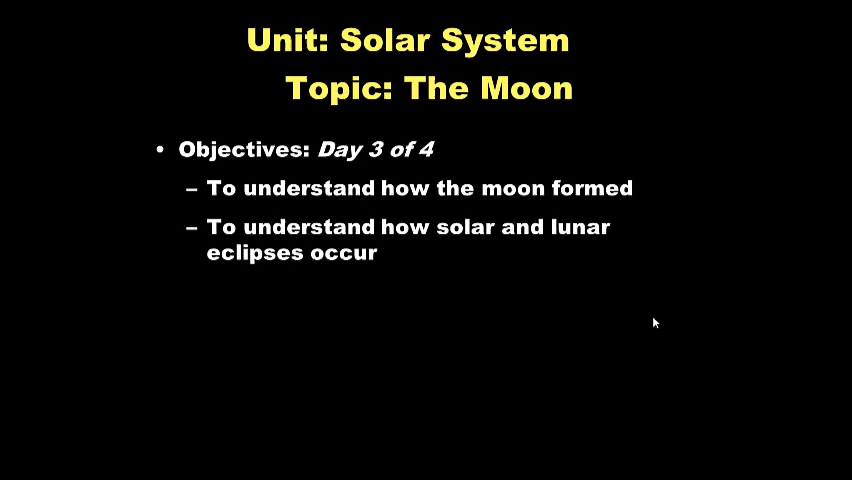 Unit: Solar System
Topic: The Moon
• Objectives: Day 3 of 4
– To understand how the moon formed
– To understand how solar and lunar
eclipses occur